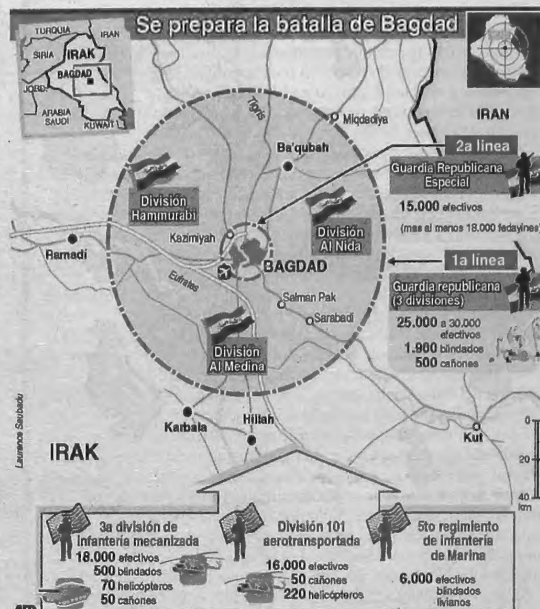 Se prepara la batalla de Bagdad
TURQUIA
IRAN
SIRIA
IRAK
BAGDAD
JORD.
ARABIA
SAUDI
KUWAIT
Tigris
Miqdadiya
IRAN
Ba'qubah
2a linea
Guardia Republicana
Especial
15.000 efectivos
(mas al menos 18.000 fedayines)
División
Hammurabi
División
Al Nida
Kazimiyah
Ramadi
BAGDAD
Eufrates
1a linea
Guardia republicana
(3 divisiones)
25.000 a 30.000
efectivos
1.900 blindados
500 cañones
Salman Pak
Sarabadi
División
Al Medina
Laurence Saubadu
Karbala
Hillah
Kut
IRAK
0
20
40
km
3a división de
infantería mecanizada
18.000 efectivos
500 blindados
70 helicópteros
50 cañones
División 101
aerotransportada
16.000 efectivos
50 cañones
220 helicópteros
5to regimiento
de infantería
de Marina
6,000 efectivos
blindados
livianos
AFP